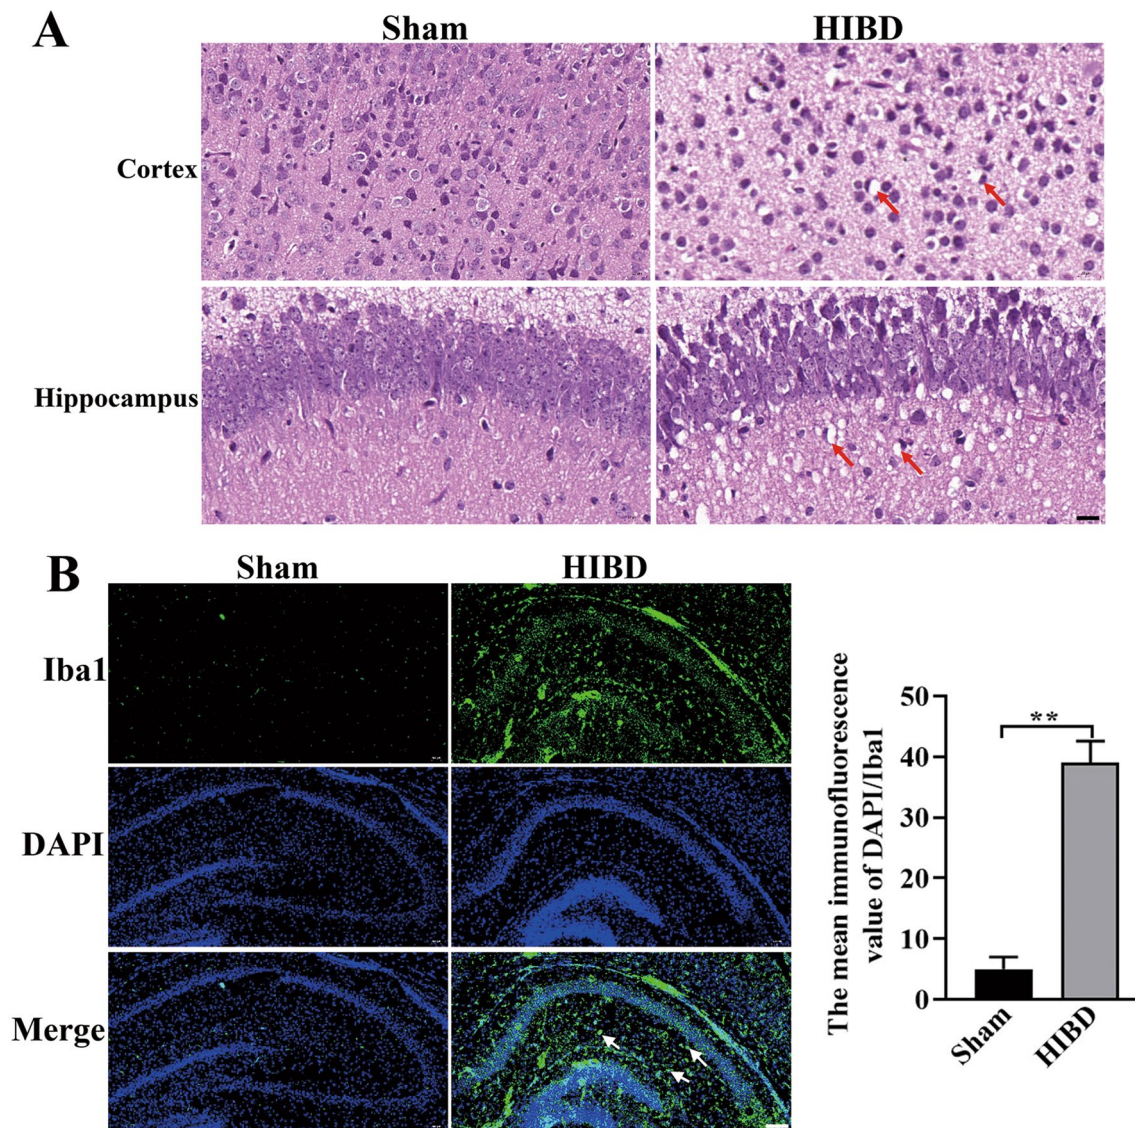 A
Sham
HIBD
Cortex
Hippocampus
B
Sham
HIBD
Iba1
DAPI
Merge
The mean immunofluorescence
value of DAPI/Iba1
50
40
30
20
10
0
**
Sham
HIBD